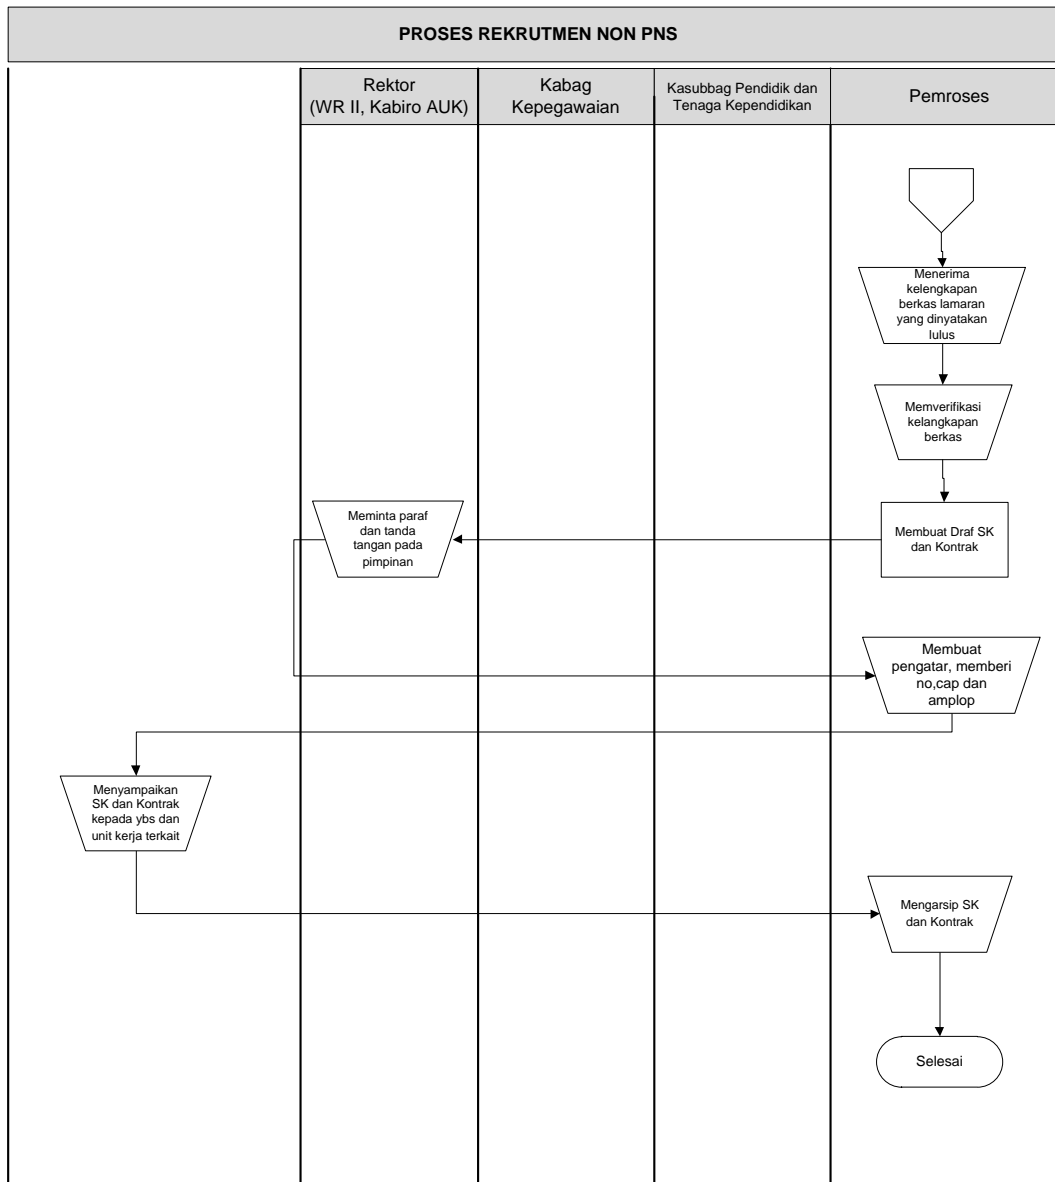 PROSES REKRUTMEN NON PNS
Rektor
(WR II, Kabiro AUK)
Kabag
Kepegawaian
Kasubbag Pendidik dan
Tenaga Kependidikan
Pemroses
Menerima
kelengkapan
berkas lamaran
yang dinyatakan
lulus
Memverifikasi
kelangkapan
berkas
Meminta paraf
dan tanda
tangan pada
pimpinan
Membuat Draf SK
dan Kontrak
Membuat
pengatar, memberi
no,cap dan
amplop
Menyampaikan
SK dan Kontrak
kepada ybs dan
unit kerja terkait
Mengarsip SK
dan Kontrak
Selesai